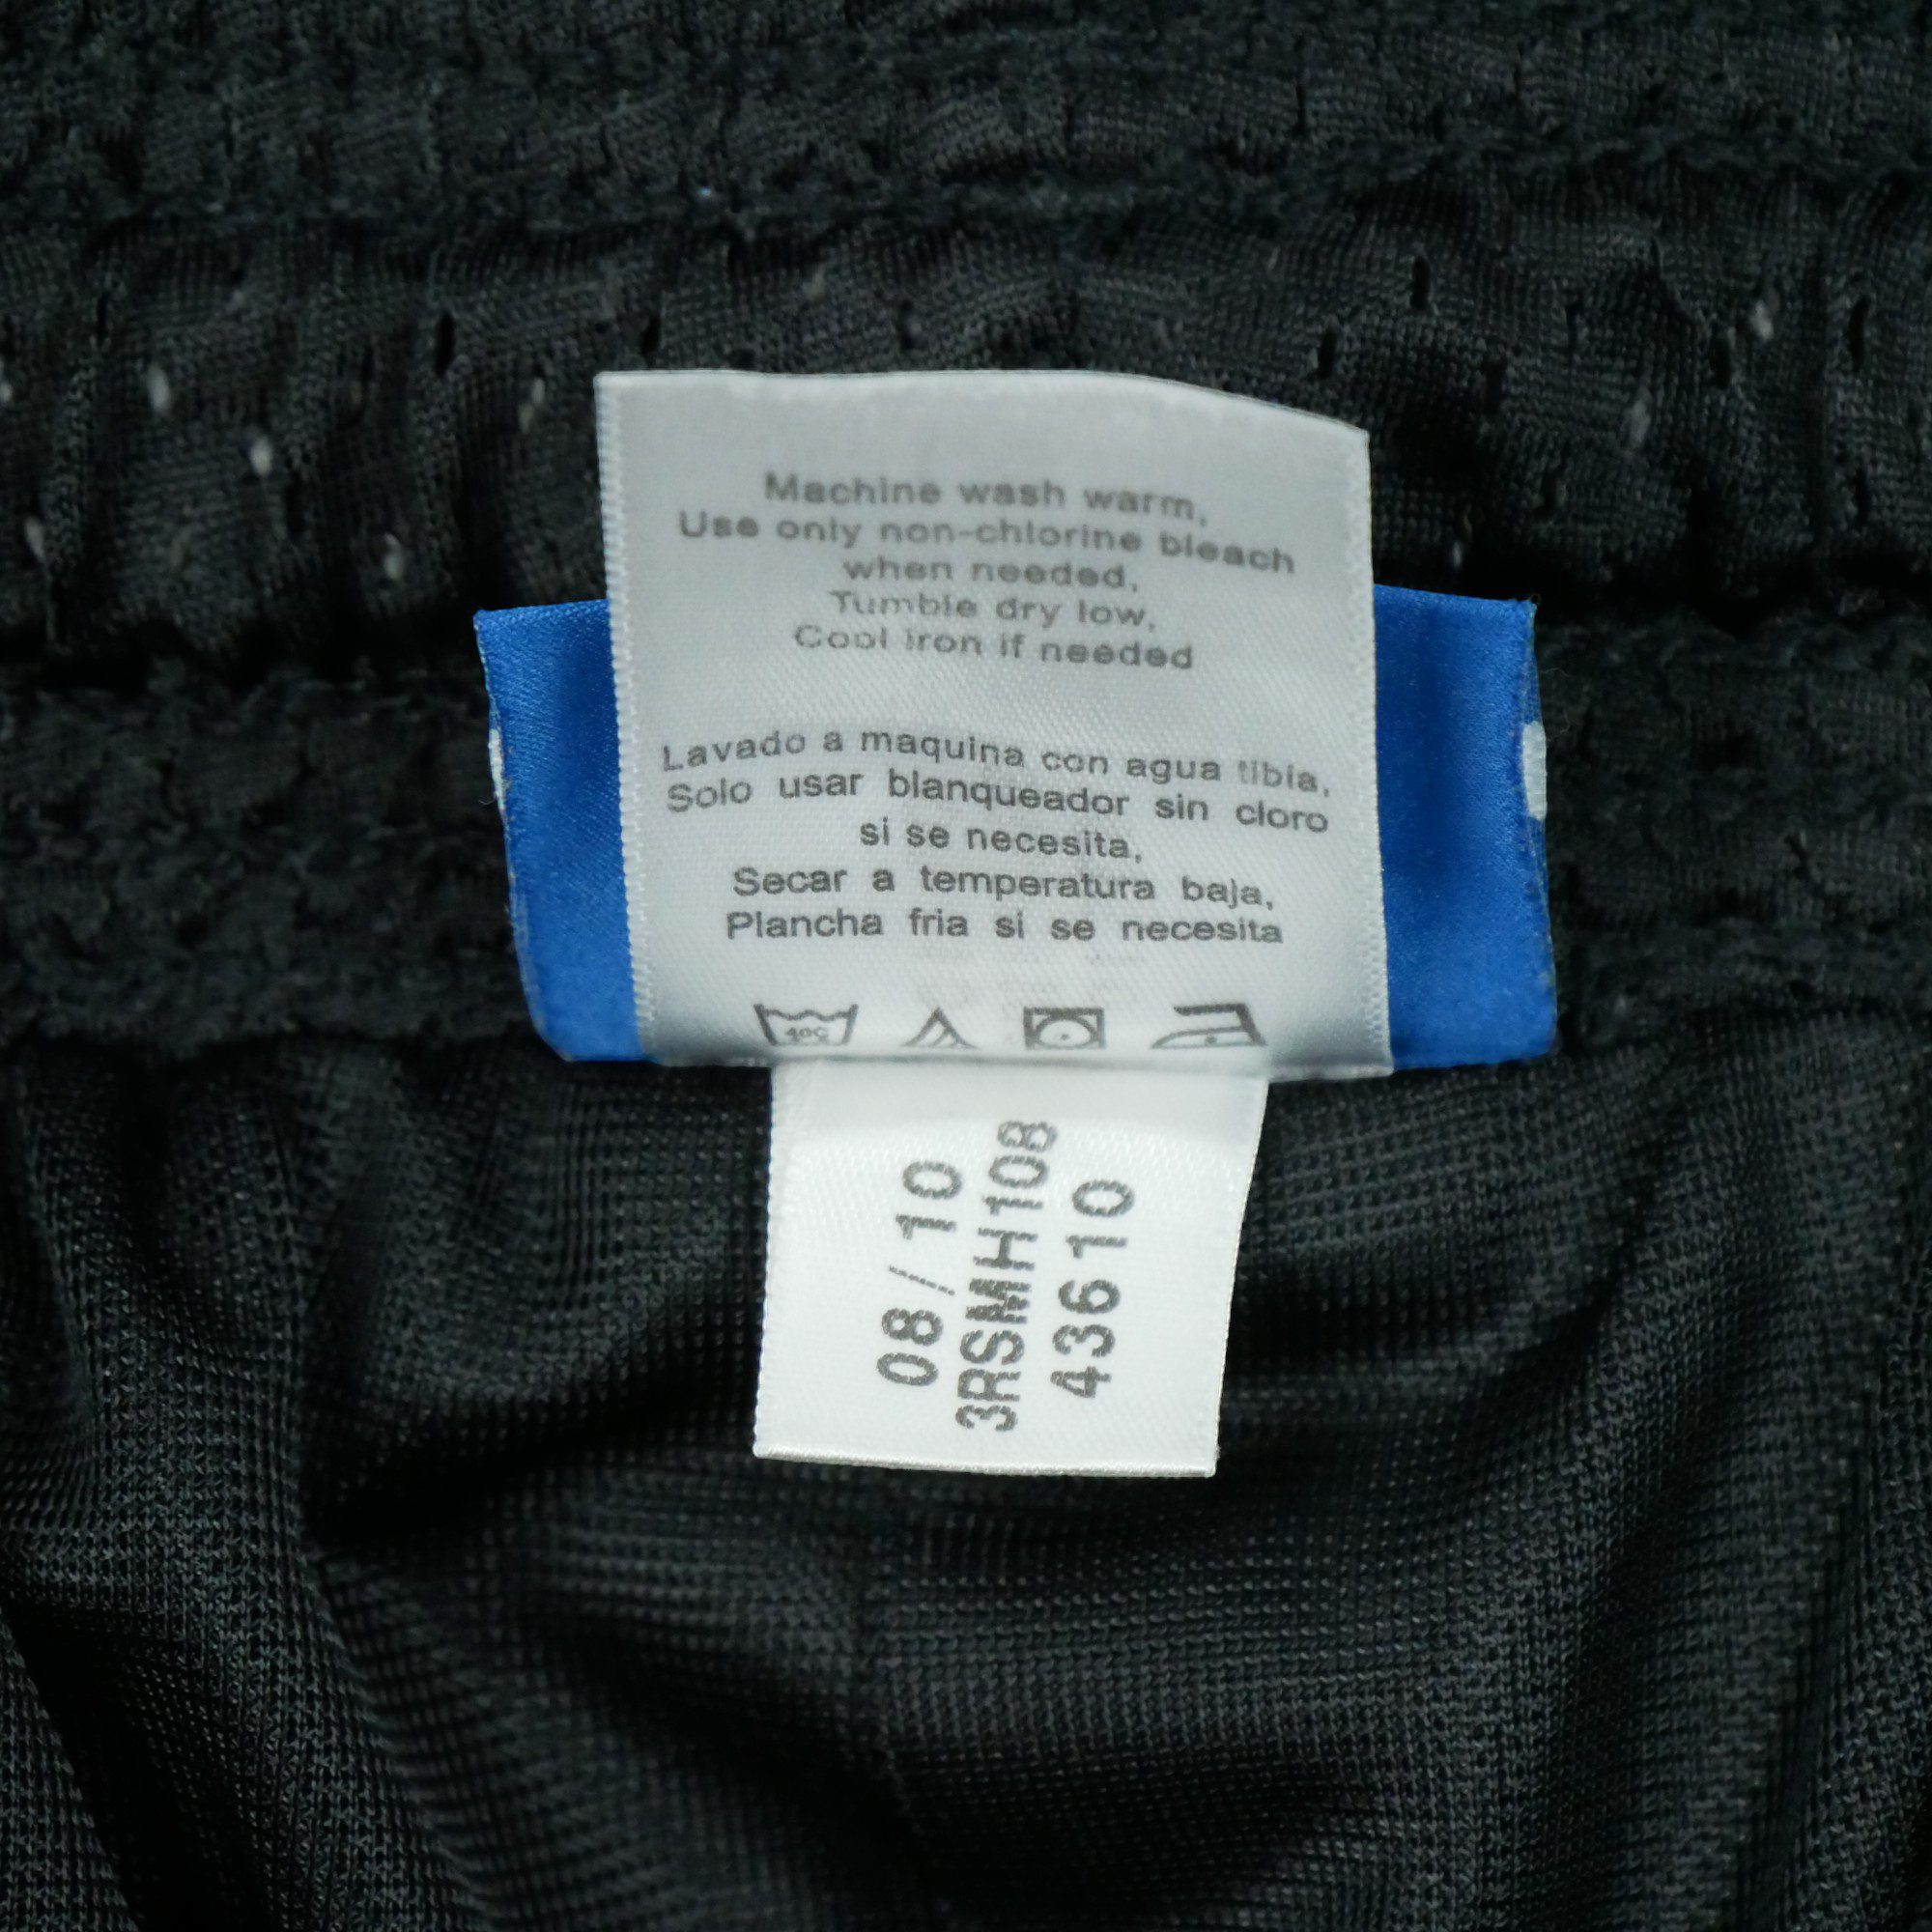 Machine wash warm,
Use only non-chlorine bleach
when needed,
Tumble dry low,
Cool iron if needed
Lavado a maquina con agua tibia,
Solo usar blanqueador sin cloro
si se necesita,
Secar a temperatura baja,
Plancha fria si se necesita
40C
08/10
3RSMH108
43610